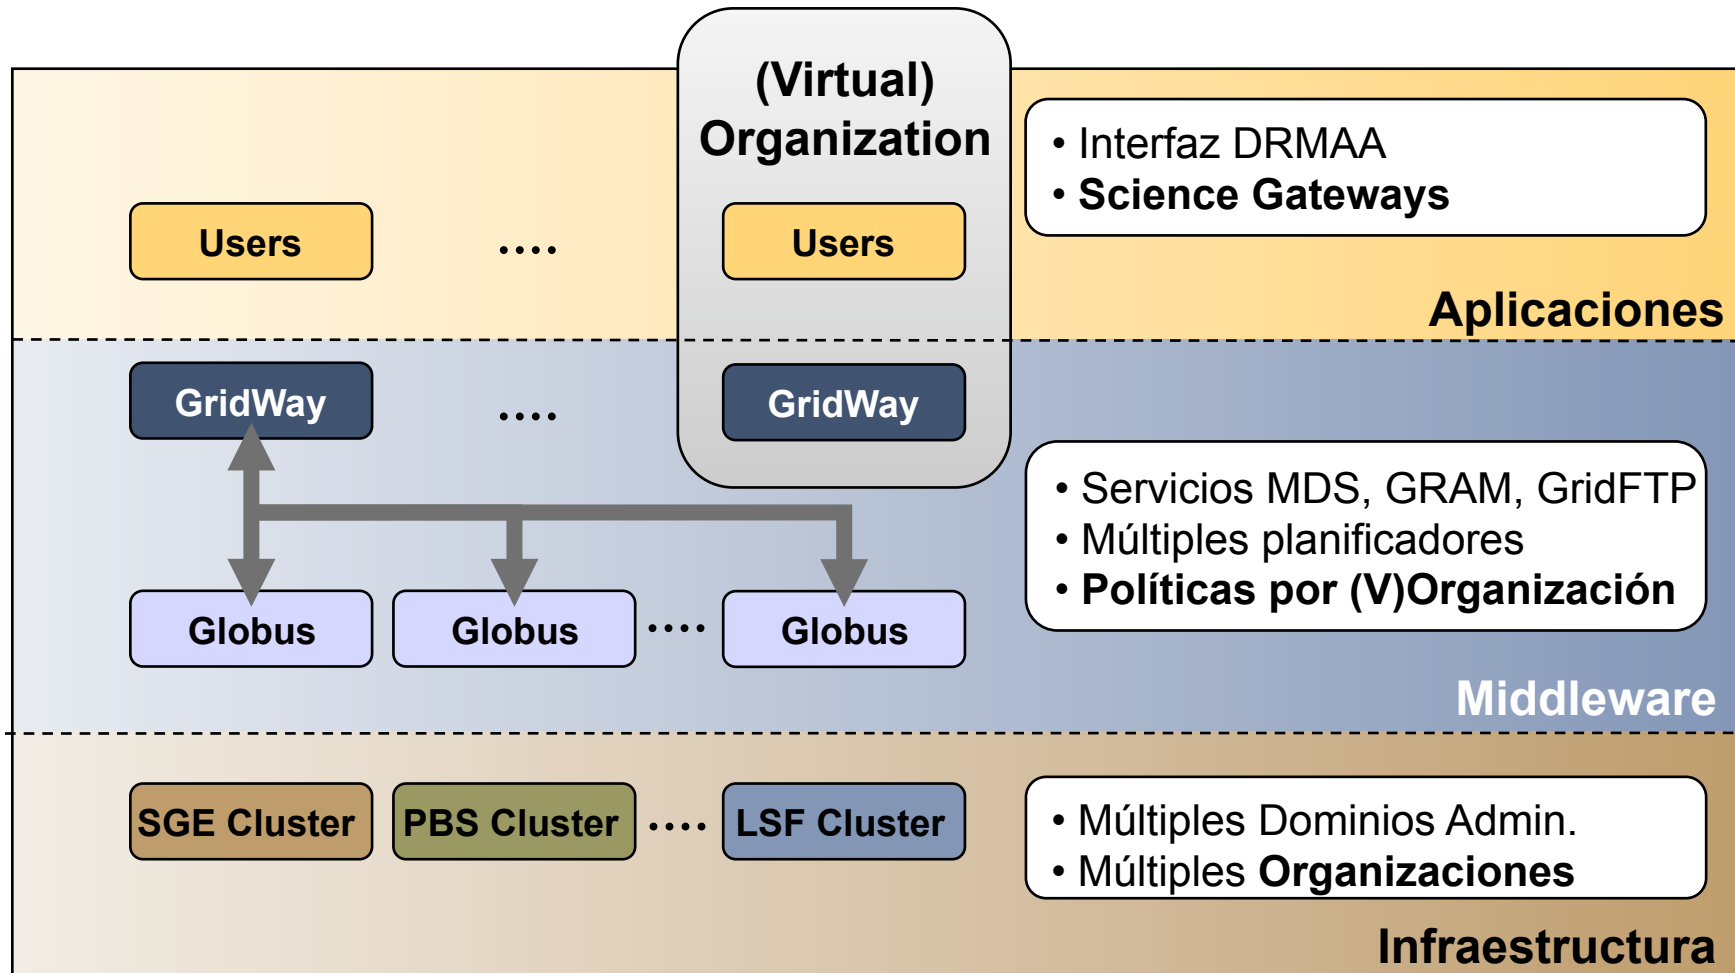 (Virtual)
Organization
• Interfaz DRMAA
• Science Gateways
Users
....
Users
Aplicaciones
GridWay
....
GridWay
• Servicios MDS, GRAM, GridFTP
• Múltiples planificadores
• Políticas por (V)Organización
Globus
Globus
....
Globus
Middleware
SGE Cluster
PBS Cluster
....
LSF Cluster
• Múltiples Dominios Admin.
• Múltiples Organizaciones
Infraestructura